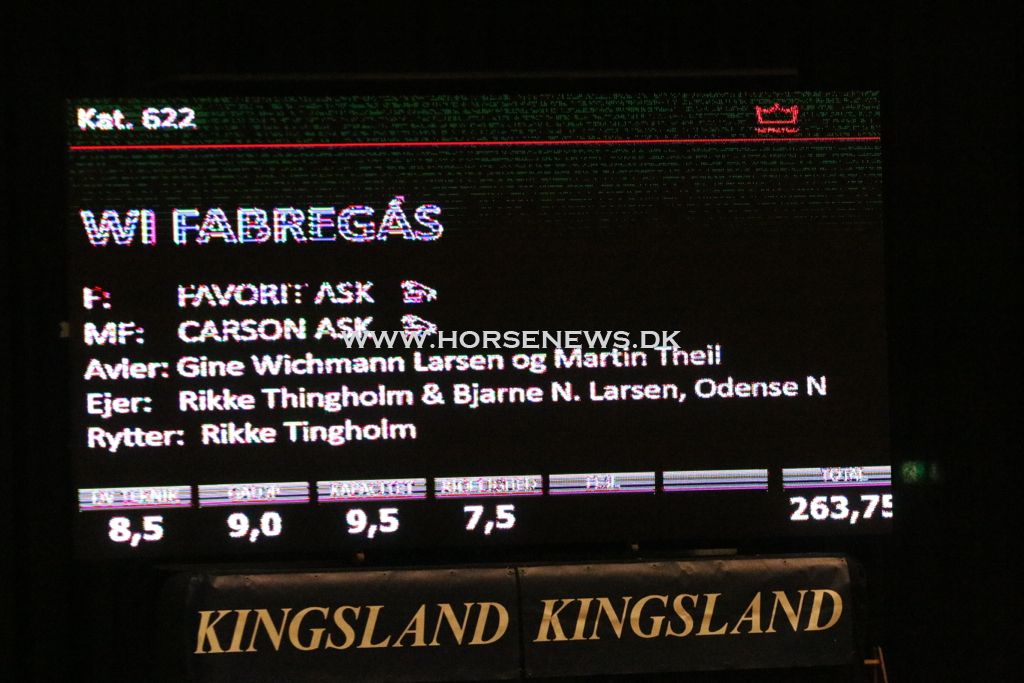 Kat. 622
WI FABREGÁS
F: FAVORIT ASK
MF: CARSON ASK
WWW.HORSENEWS.DK
Avler: Gine Wichmann Larsen og Martin Theil
Ejer: Rikke Thingholm & Bjarne N. Larsen, Odense N
Rytter: Rikke Tingholm
GALOP KAPACITET TOTAL
8,5 9,0 9,5 7,5 263,75
KINGSLAND KINGSLAND